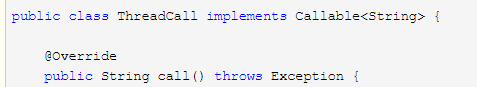 public class ThreadCall implements Callable<String> {
@Override
public String call() throws Exception {